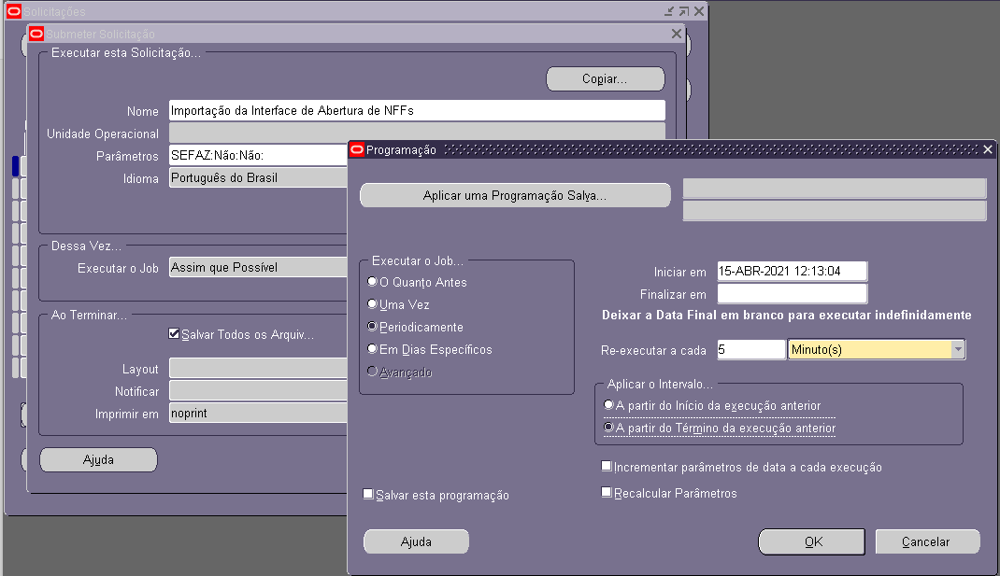 Solicitações
Submeter Solicitação
Executar esta Solicitação...
Copiar...
Nome Importação da Interface de Abertura de NFFs
Unidade Operacional
Parâmetros SEFAZ:Não:Não:
Idioma Português do Brasil
Dessa Vez...
Executar o Job Assim que Possível
Ao Terminar...
Salvar Todos os Arquiv...
Layout
Notificar
Imprimir em noprint
Ajuda
Programação
Aplicar uma Programação Salva...
Executar o Job...
O Quanto Antes
Uma Vez
Periodicamente
Em Dias Específicos
Avançado
Iniciar em 15-ABR-2021 12:13:04
Finalizar em
Deixar a Data Final em branco para executar indefinidamente
Re-executar a cada 5 Minuto(s)
Aplicar o Intervalo...
A partir do Início da execução anterior
A partir do Término da execução anterior
Incrementar parâmetros de data a cada execução
Salvar esta programação
Recalcular Parâmetros
Ajuda
OK
Cancelar